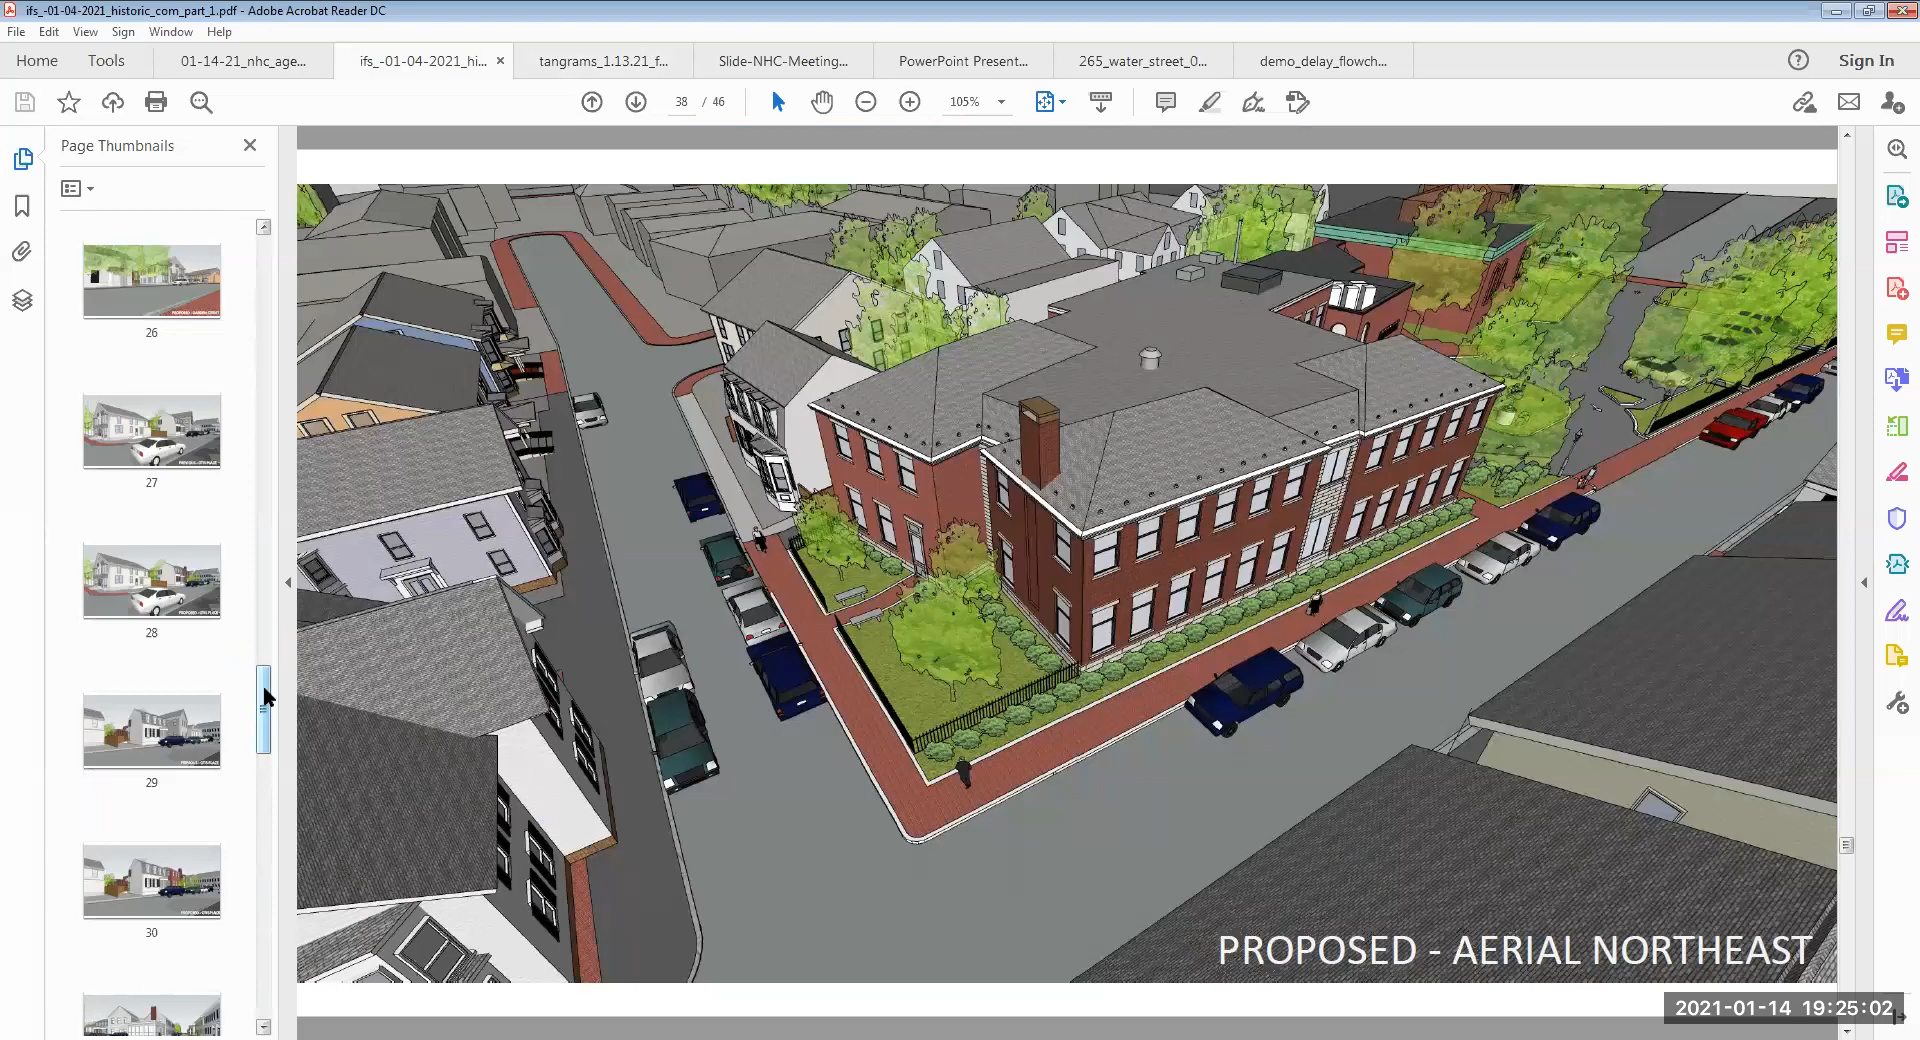 ifs_-01-04-2021_historic_com_part_1.pdf - Adobe Acrobat Reader DC
File Edit View Sign Window Help
Home Tools 01-14-21_nhc_age... ifs_-01-04-2021_hi... × tangrams_1.13.21_f... Slide-NHC-Meeting... PowerPoint Present... 265_water_street_0... demo_delay_flowch... Sign In
38 / 46 105%
Page Thumbnails
26
27
28
29
30
PROPOSED - AERIAL NORTHEAST
2021-01-14 19:25:02